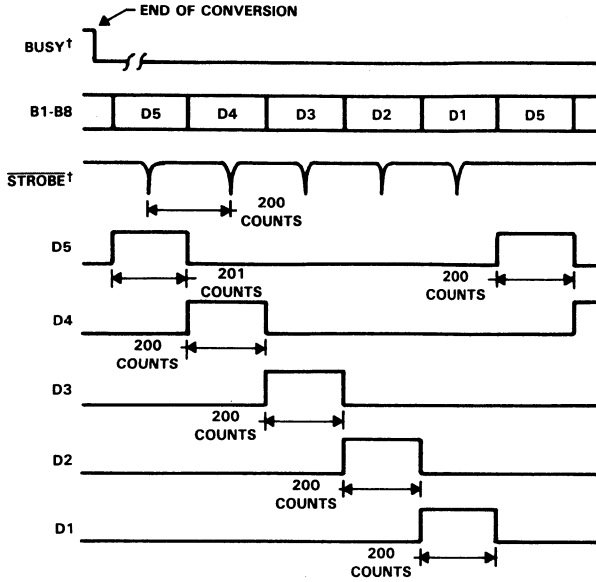 END OF CONVERSION
BUSY†
B1-B8 D5 D4 D3 D2 D1 D5
STROBE†
200
COUNTS
D5
201
COUNTS
200
COUNTS
D4
200
COUNTS
D3
200
COUNTS
D2
200
COUNTS
D1
200
COUNTS